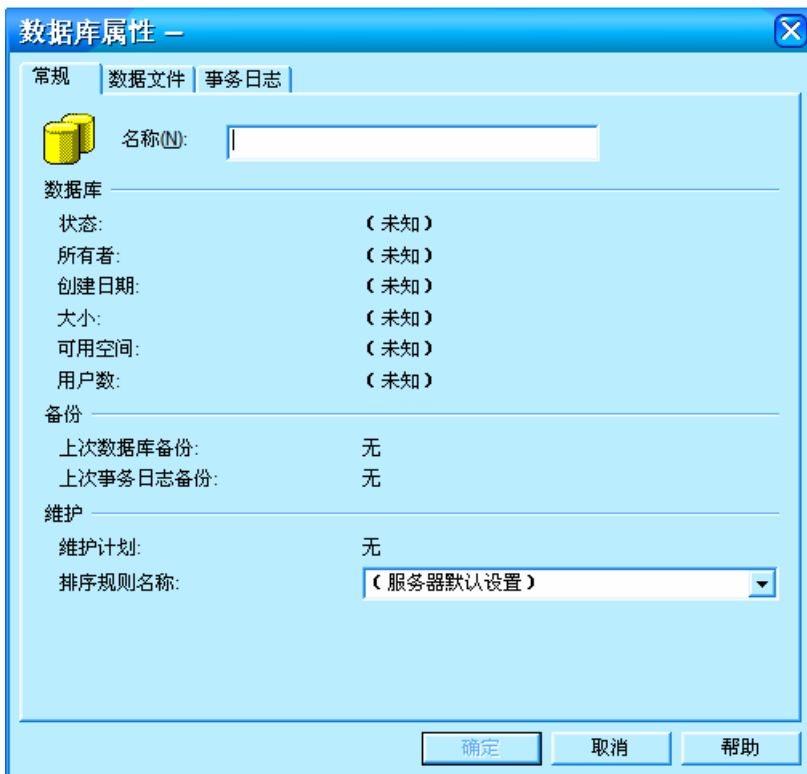 数据库属性 –
常规 数据文件 事务日志
名称(N):
数据库
状态: (未知)
所有者: (未知)
创建日期: (未知)
大小: (未知)
可用空间: (未知)
用户数: (未知)
备份
上次数据库备份: 无
上次事务日志备份: 无
维护
维护计划: 无
排序规则名称: (服务器默认设置)
确定 取消 帮助